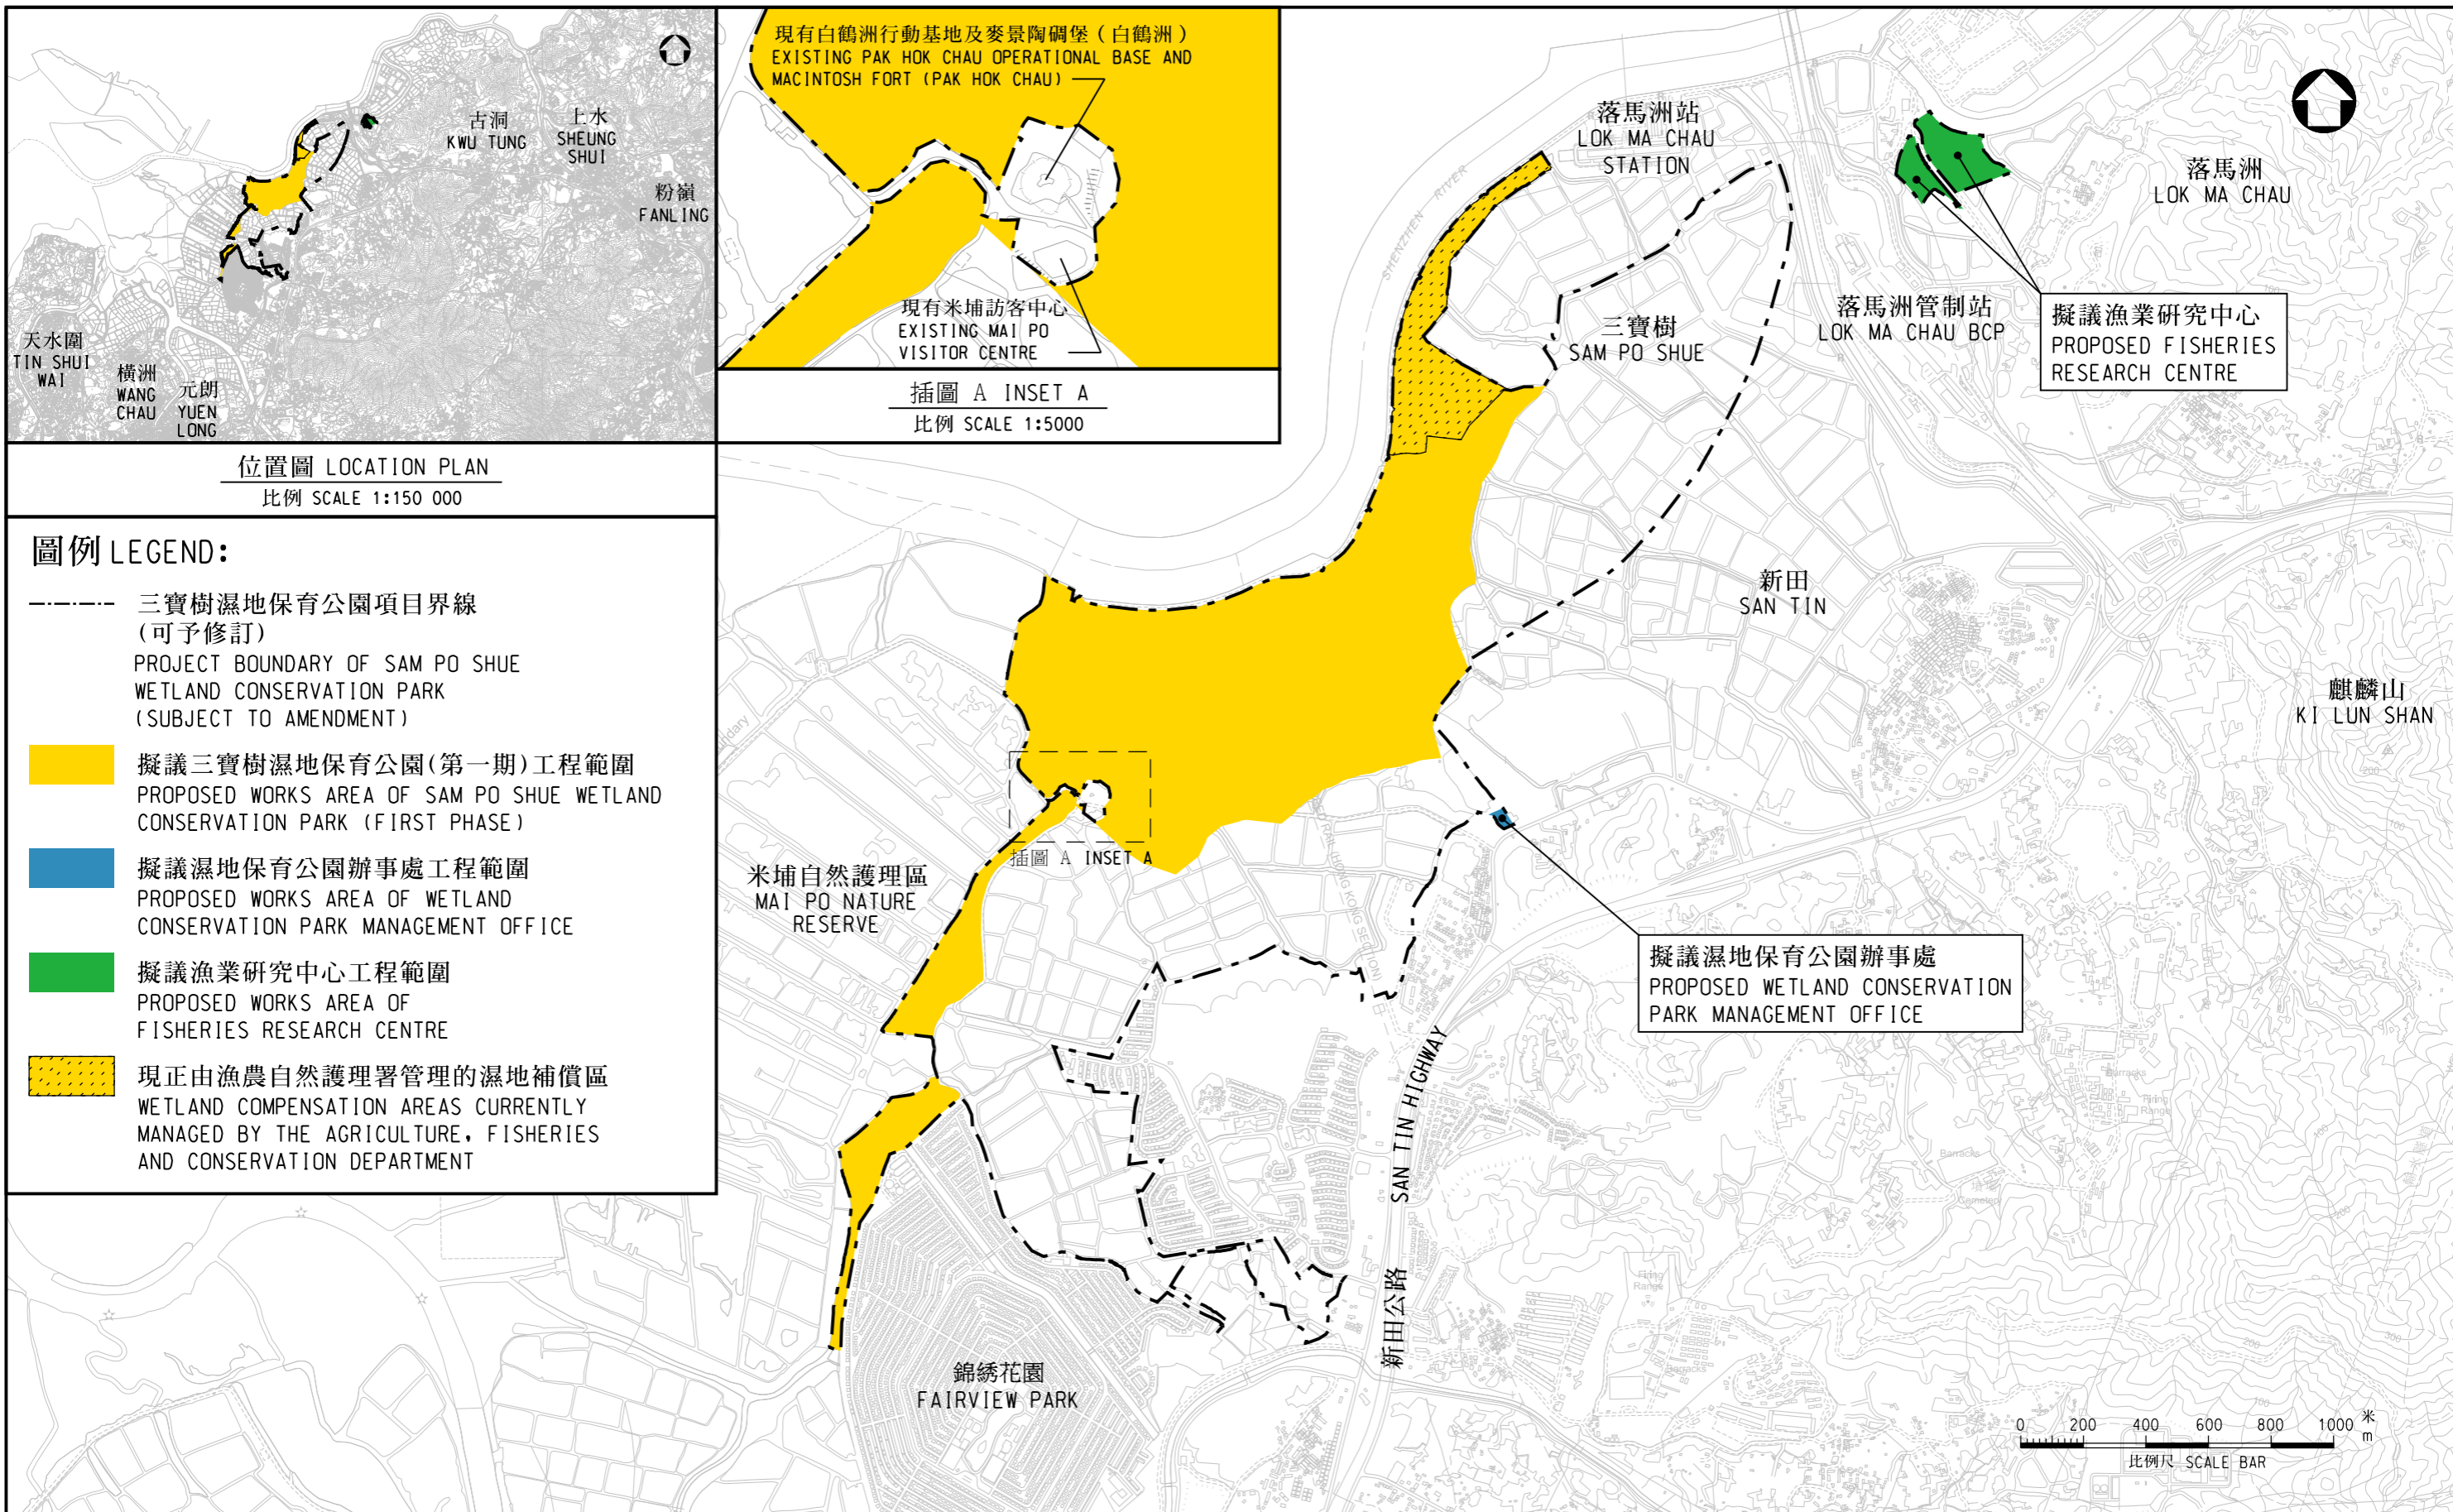 古洞
KWU TUNG
上水
SHEUNG
SHUI
粉嶺
FANLING
天水圍
TIN SHUI
WAI
橫洲
WANG
CHAU
元朗
YUEN
LONG
位置圖 LOCATION PLAN
比例 SCALE 1:150 000
現有白鶴洲行動基地及麥景陶碉堡(白鶴洲)
EXISTING PAK HOK CHAU OPERATIONAL BASE AND
MACINTOSH FORT (PAK HOK CHAU)
現有米埔訪客中心
EXISTING MAI PO
VISITOR CENTRE
插圖 A INSET A
比例 SCALE 1:5000
圖例 LEGEND:
三寶樹濕地保育公園項目界線
(可予修訂)
PROJECT BOUNDARY OF SAM PO SHUE
WETLAND CONSERVATION PARK
(SUBJECT TO AMENDMENT)
擬議三寶樹濕地保育公園(第一期)工程範圍
PROPOSED WORKS AREA OF SAM PO SHUE WETLAND
CONSERVATION PARK (FIRST PHASE)
擬議濕地保育公園辦事處工程範圍
PROPOSED WORKS AREA OF WETLAND
CONSERVATION PARK MANAGEMENT OFFICE
擬議漁業研究中心工程範圍
PROPOSED WORKS AREA OF
FISHERIES RESEARCH CENTRE
現正由漁農自然護理署管理的濕地補償區
WETLAND COMPENSATION AREAS CURRENTLY
MANAGED BY THE AGRICULTURE, FISHERIES
AND CONSERVATION DEPARTMENT
落馬洲站
LOK MA CHAU
STATION
SHENZHEN RIVER
落馬洲
LOK MA CHAU
落馬洲管制站
LOK MA CHAU BCP
擬議漁業研究中心
PROPOSED FISHERIES
RESEARCH CENTRE
三寶樹
SAM PO SHUE
新田
SAN TIN
麒麟山
KI LUN SHAN
插圖 A INSET A
米埔自然護理區
MAI PO NATURE
RESERVE
擬議濕地保育公園辦事處
PROPOSED WETLAND CONSERVATION
PARK MANAGEMENT OFFICE
新田公路 SAN TIN HIGHWAY
錦綉花園
FAIRVIEW PARK
Barracks
Firing
Range
Barracks
Cemetery
Firing
Range
Barracks
0 200 400 600 800 1000 米
m
比例尺 SCALE BAR